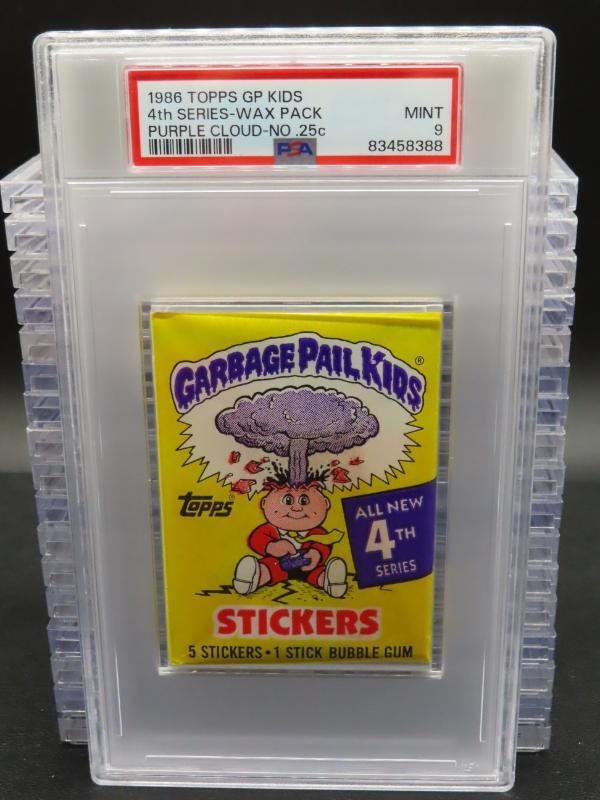 1986 TOPPS GP KIDS
4th SERIES-WAX PACK MINT
PURPLE CLOUD-NO .25c 9
PSA 83458388
GARBAGE PAIL KIDS ®
TOPPS ®
ALL NEW
4TH
SERIES
STICKERS
5 STICKERS • 1 STICK BUBBLE GUM